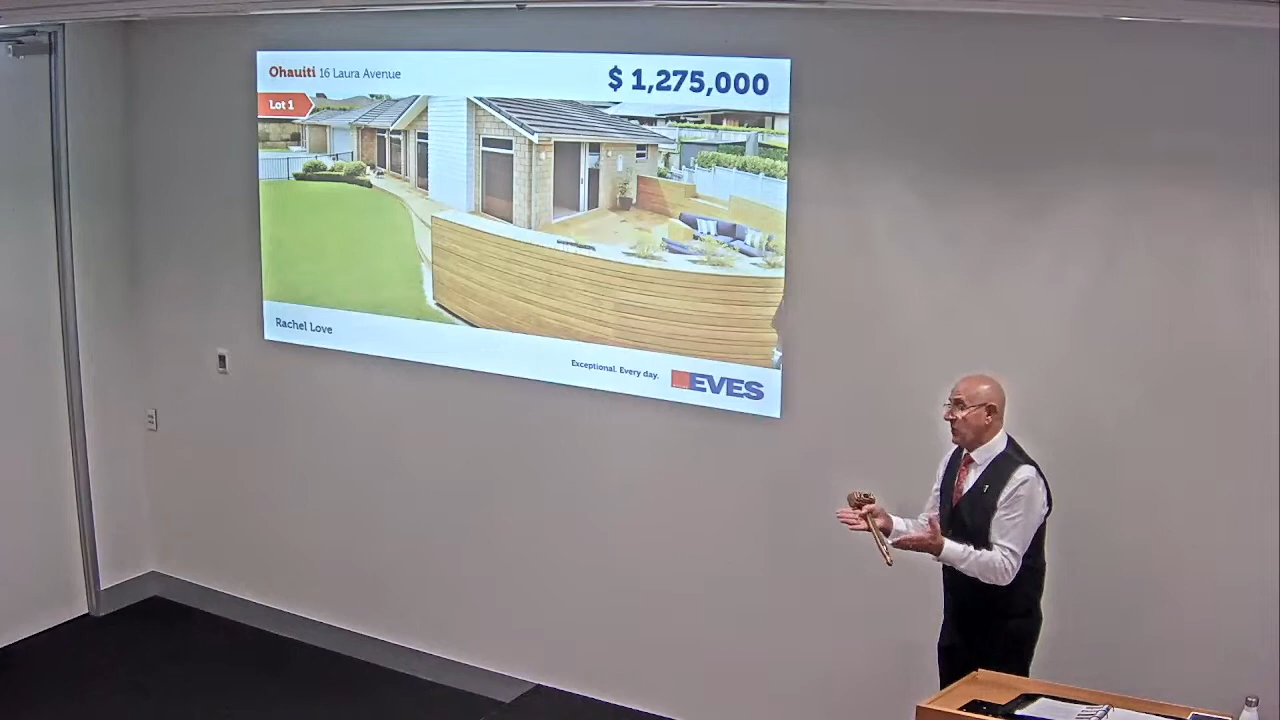 Ohauiti 16 Laura Avenue
$ 1,275,000
Lot 1
Rachel Love
Exceptional. Every day.
EVES